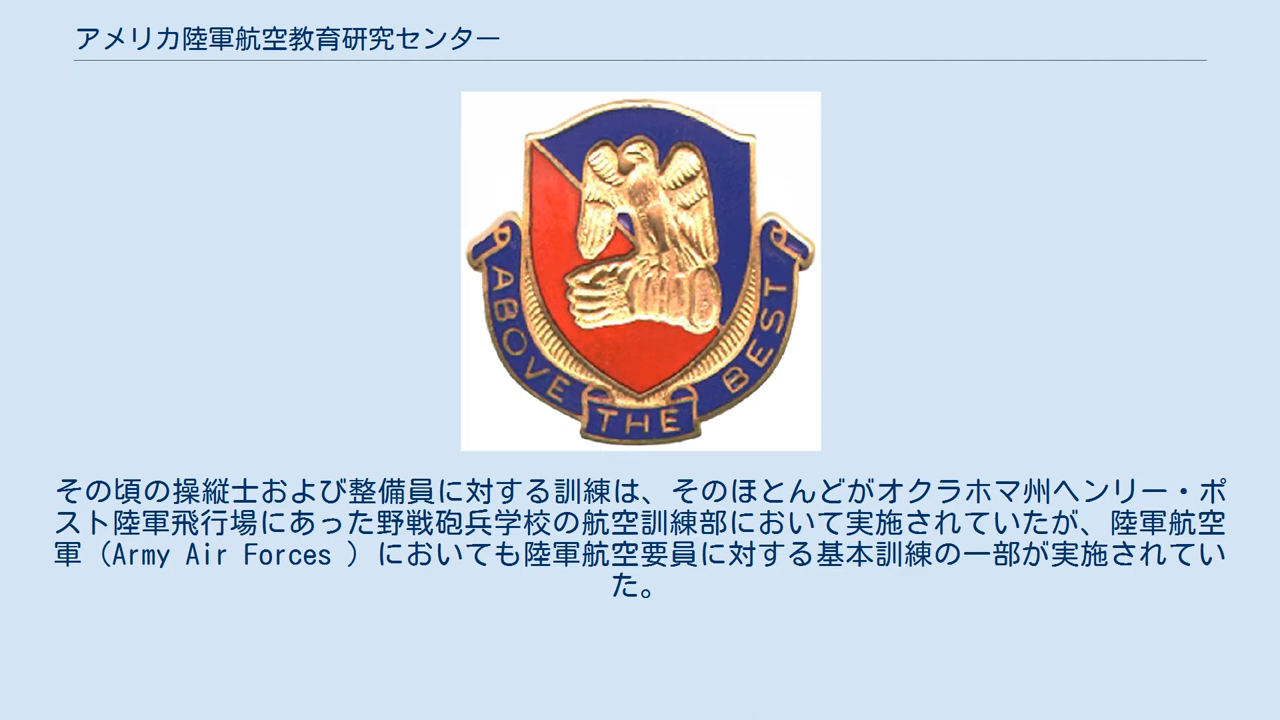 アメリカ陸軍航空教育研究センター
ABOVE THE BEST
その頃の操縦士および整備員に対する訓練は、そのほとんどがオクラホマ州ヘンリー・ポ
スト陸軍飛行場にあった野戦砲兵学校の航空訓練部において実施されていたが、陸軍航空
軍（Army Air Forces ）においても陸軍航空要員に対する基本訓練の一部が実施されてい
た。